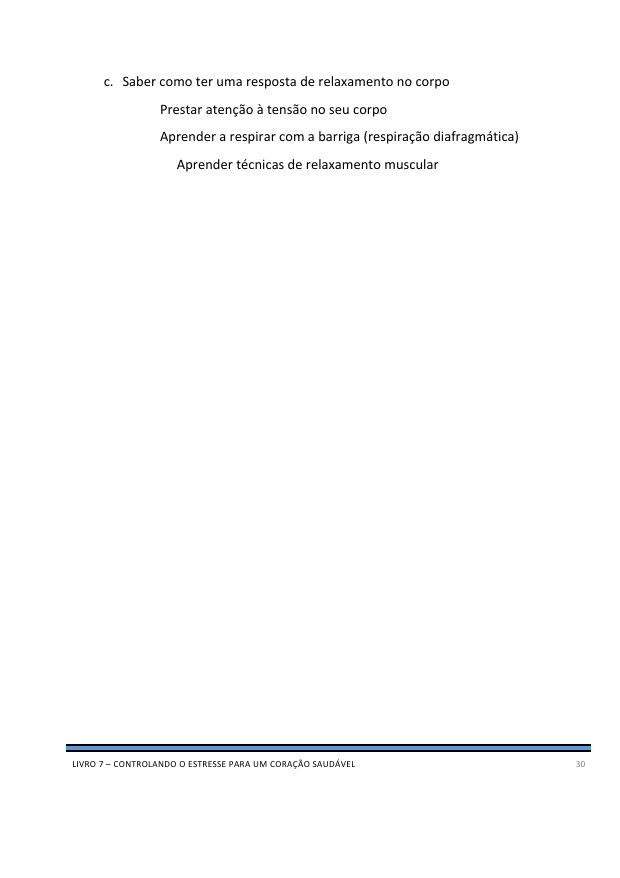 c. Saber como ter uma resposta de relaxamento no corpo
Prestar atenção à tensão no seu corpo
Aprender a respirar com a barriga (respiração diafragmática)
Aprender técnicas de relaxamento muscular
LIVRO 7 – CONTROLANDO O ESTRESSE PARA UM CORAÇÃO SAUDÁVEL 30